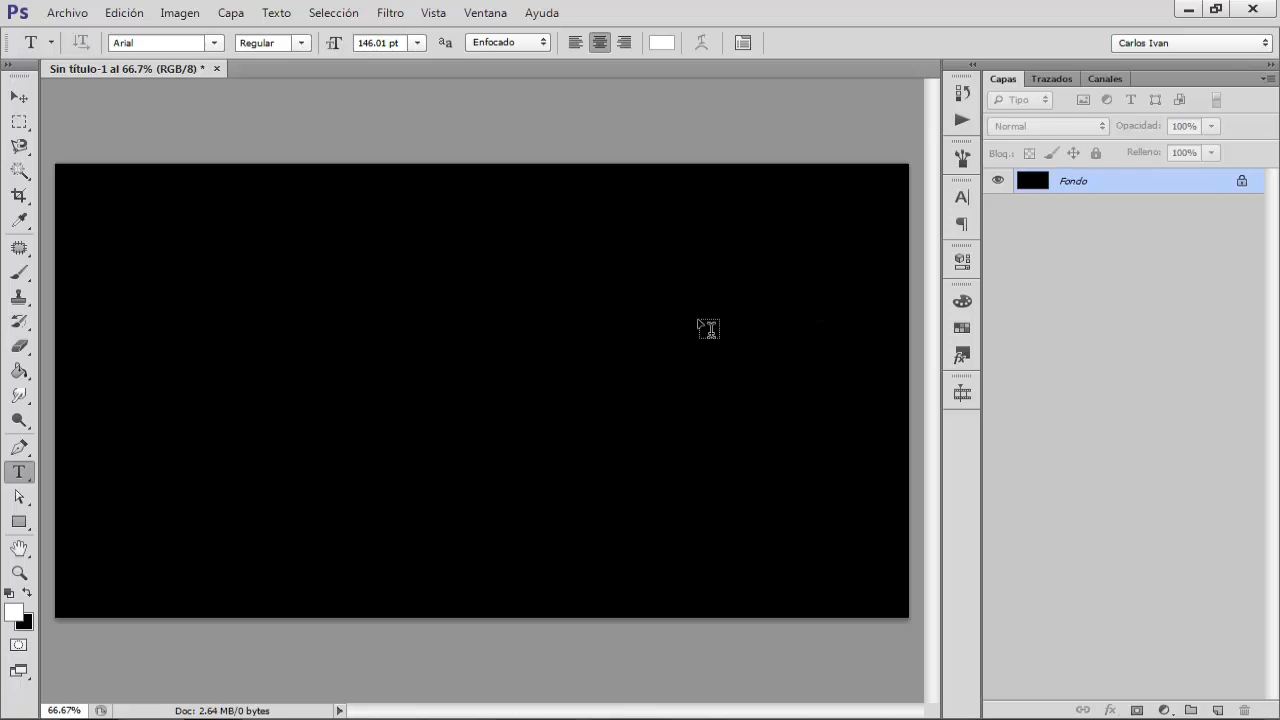 Ps Archivo Edición Imagen Capa Texto Selección Filtro Vista Ventana Ayuda
T Arial Regular 146.01 pt aa Enfocado Carlos Ivan
Sin título-1 al 66.7% (RGB/8) *
Capas Trazados Canales
Tipo
Normal Opacidad: 100%
Bloq.: Relleno: 100%
Fondo
66.67% Doc: 2.64 MB/0 bytes